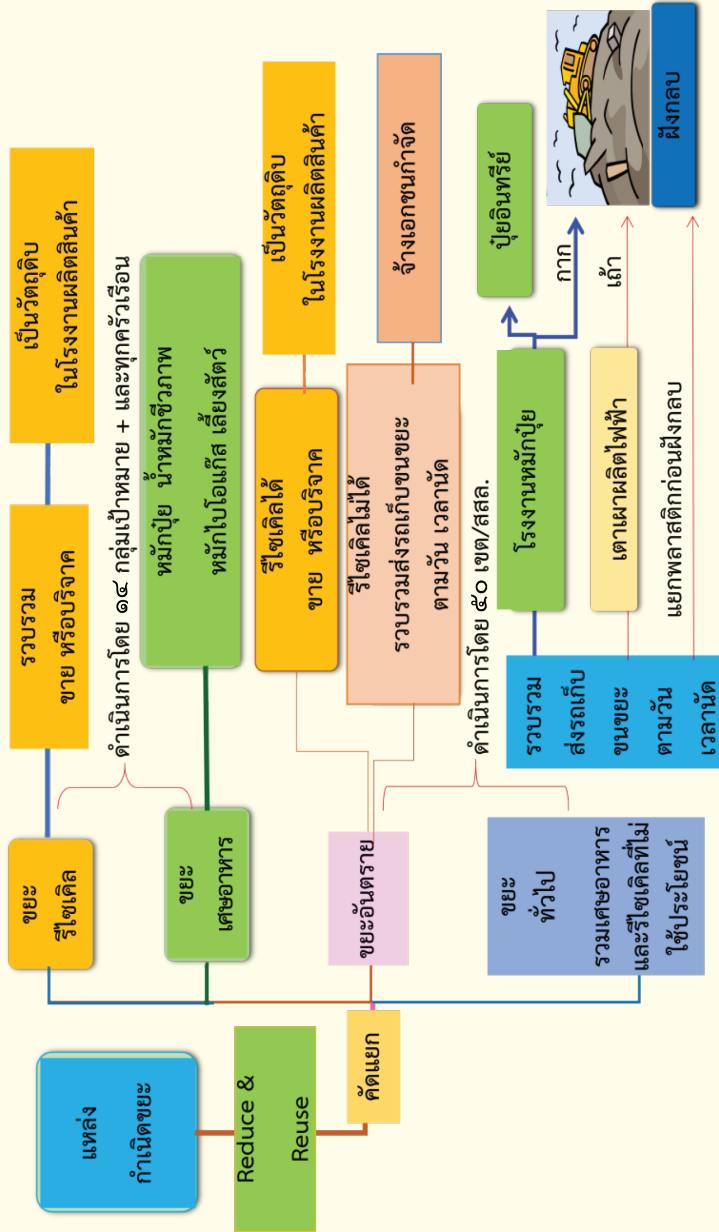 แหล่ง
กำเนิดขยะ
Reduce &
Reuse
คัดแยก
ขยะ
รีไซเคิล
รวบรวม
ขาย หรือบริจาค
เป็นวัตถุดิบ
ในโรงงานผลิตสินค้า
ดำเนินการโดย ๑๔ กลุ่มเป้าหมาย + และทุกครัวเรือน
ขยะ
เศษอาหาร
หมักปุ๋ย น้ำหมักชีวภาพ
หมักไบโอแก๊ส เลี้ยงสัตว์
ขยะอันตราย
รีไซเคิลได้
ขาย หรือบริจาค
เป็นวัตถุดิบ
ในโรงงานผลิตสินค้า
รีไซเคิลไม่ได้
รวบรวมส่งรถเก็บขนขยะ
ตามวัน เวลานัด
จ้างเอกชนกำจัด
ดำเนินการโดย ๕๐ เขต/สสล.
ขยะ
ทั่วไป
รวมเศษอาหาร
และรีไซเคิลที่ไม่
ใช้ประโยชน์
รวบรวม
ส่งรถเก็บ
ขนขยะ
ตามวัน
เวลานัด
โรงงานหมักปุ๋ย
ปุ๋ยอินทรีย์
กาก
เตาเผาผลิตไฟฟ้า
เถ้า
แยกพลาสติกก่อนฝังกลบ
ฝังกลบ